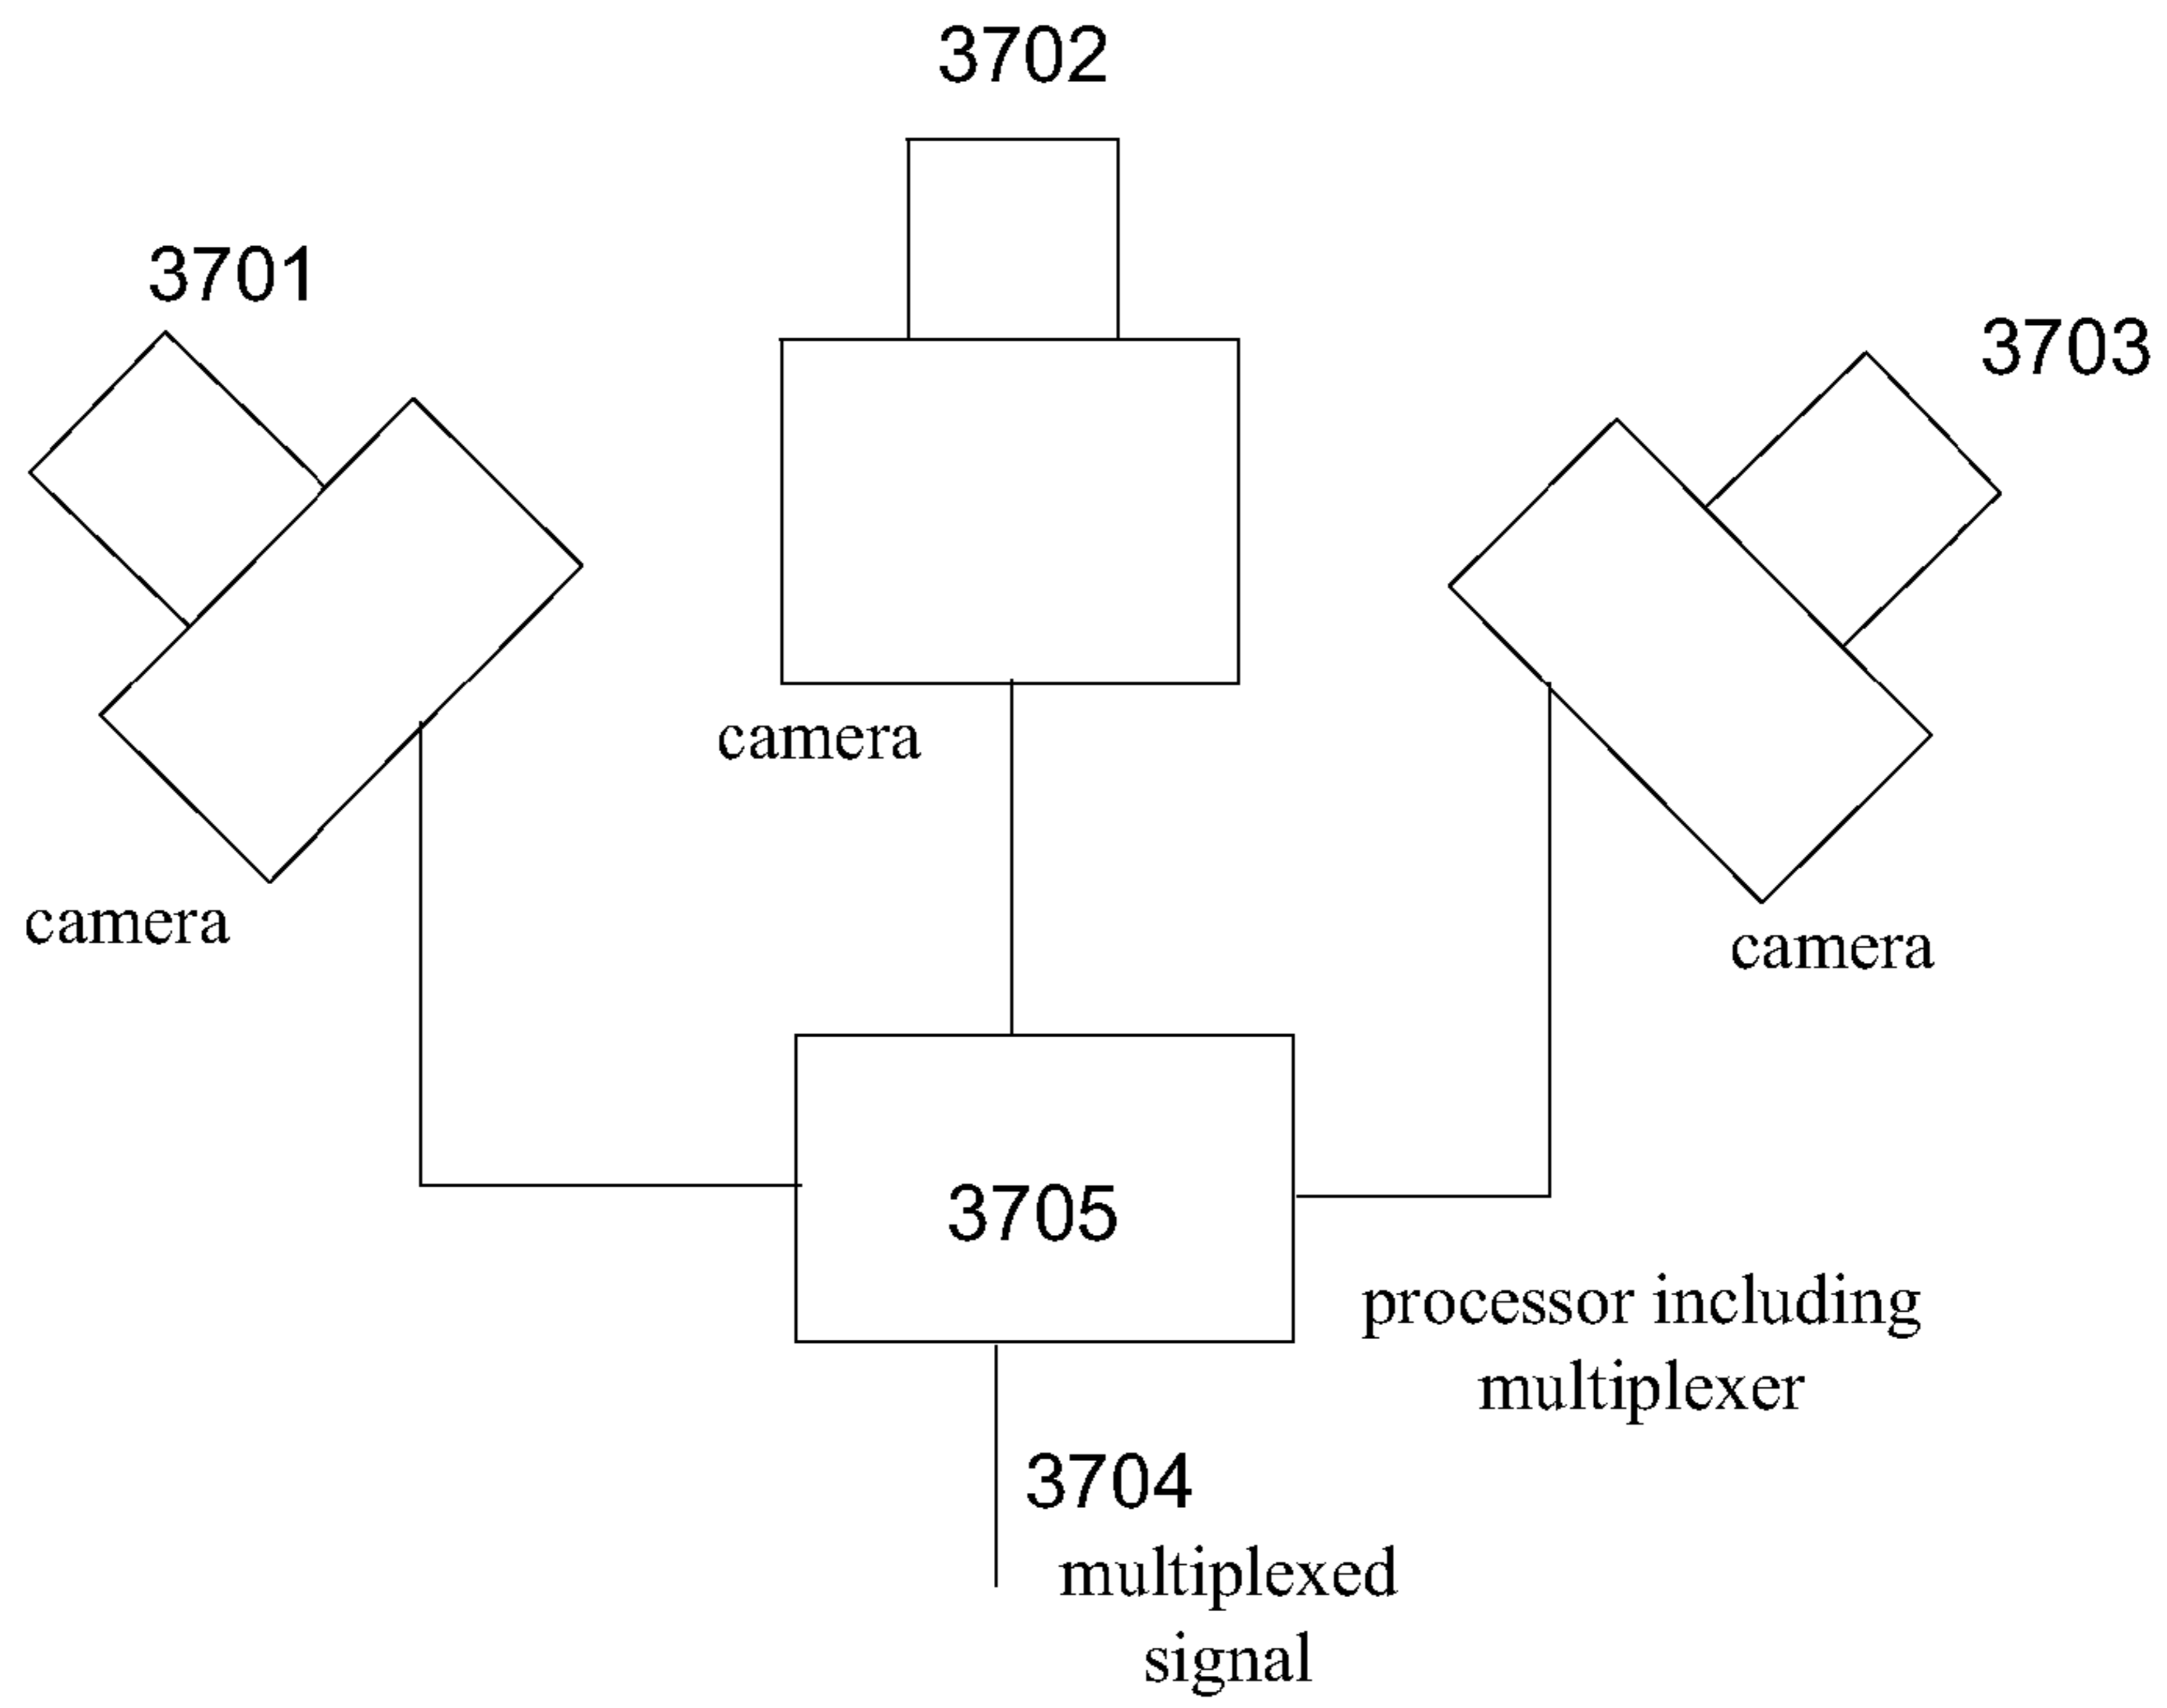 3702
3701
3703
camera
camera
camera
3705
processor including
multiplexer
3704
multiplexed
signal